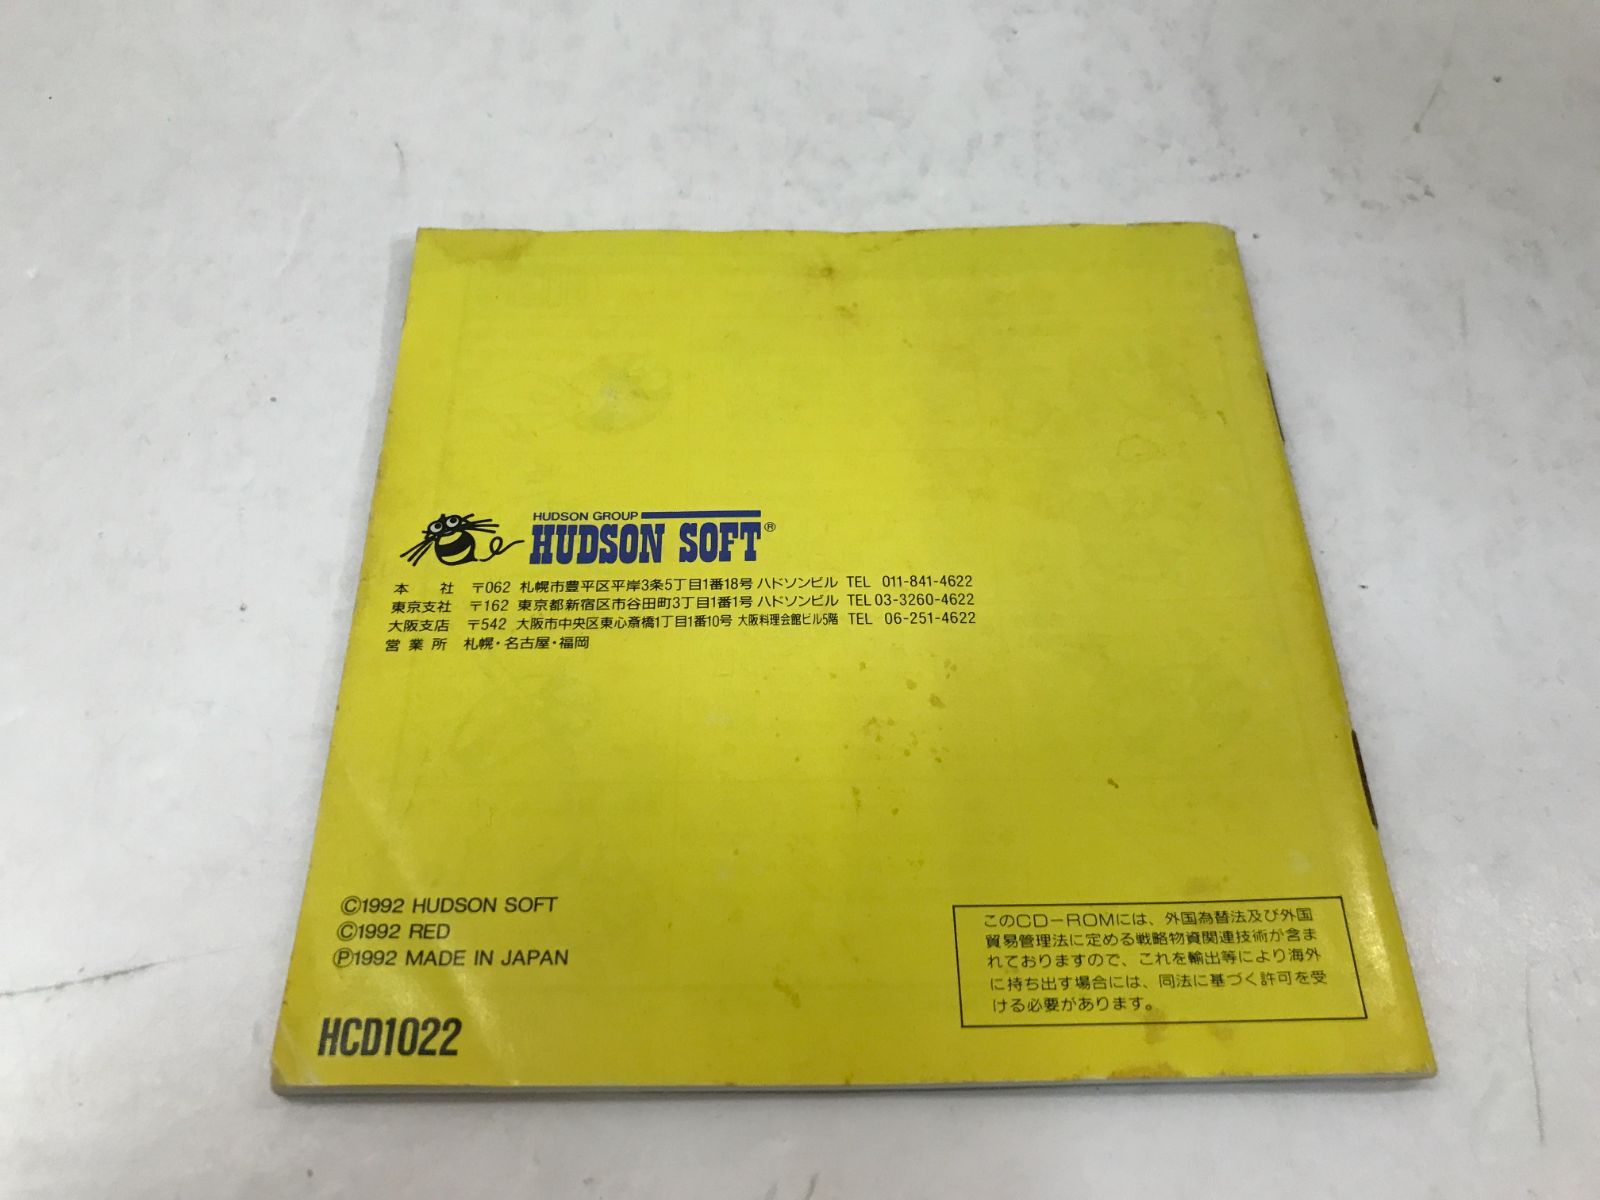 HUDSON GROUP
HUDSON SOFT®
本社 〒062 札幌市豊平区平岸3条5丁目1番18号 ハドソンビル TEL 011-841-4622
東京支社 〒162 東京都新宿区市谷田町3丁目1番1号 ハドソンビル TEL 03-3260-4622
大阪支店 〒542 大阪市中央区東心斎橋1丁目1番10号 大阪料理会館ビル5階 TEL 06-251-4622
営業所 札幌・名古屋・福岡
©1992 HUDSON SOFT
©1992 RED
Ⓟ1992 MADE IN JAPAN
HCD1022
このCD-ROMには、外国為替法及び外国
貿易管理法に定める戦略物資関連技術が含ま
れておりますので、これを輸出等により海外
に持ち出す場合には、同法に基づく許可を受
ける必要があります。